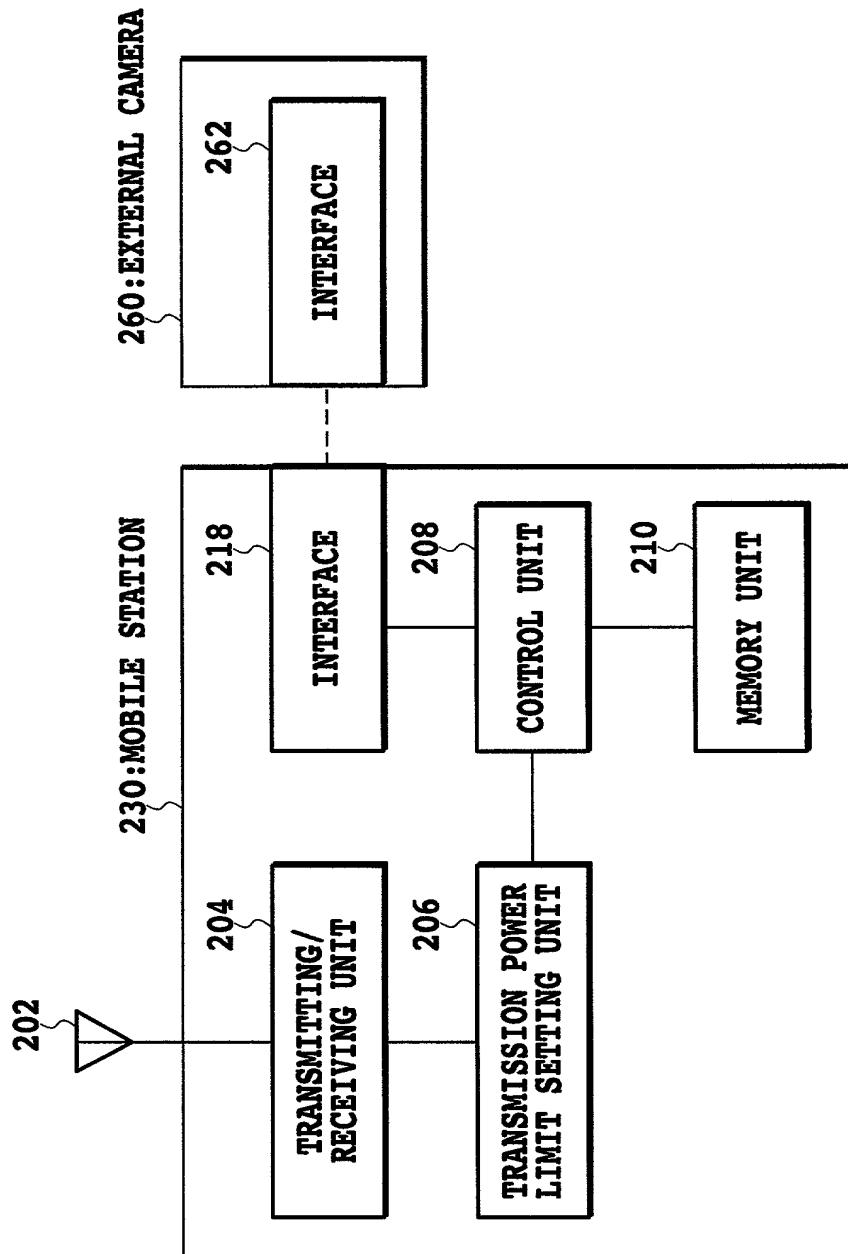 202
230:MOBILE STATION
260:EXTERNAL CAMERA
204
TRANSMITTING/
RECEIVING UNIT
218
INTERFACE
262
INTERFACE
206
TRANSMISSION POWER
LIMIT SETTING UNIT
208
CONTROL UNIT
210
MEMORY UNIT